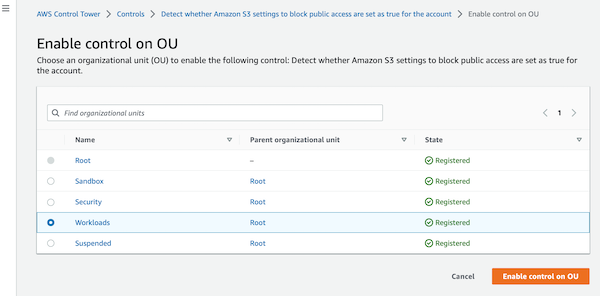 AWS Control Tower > Controls > Detect whether Amazon S3 settings to block public access are set as true for the account > Enable control on OU
Enable control on OU
Choose an organizational unit (OU) to enable the following control: Detect whether Amazon S3 settings to block public access are set as true for
the account.
Find organizational units < 1 >
Name Parent organizational unit State
Root – Registered
Sandbox Root Registered
Security Root Registered
Workloads Root Registered
Suspended Root Registered
Cancel Enable control on OU